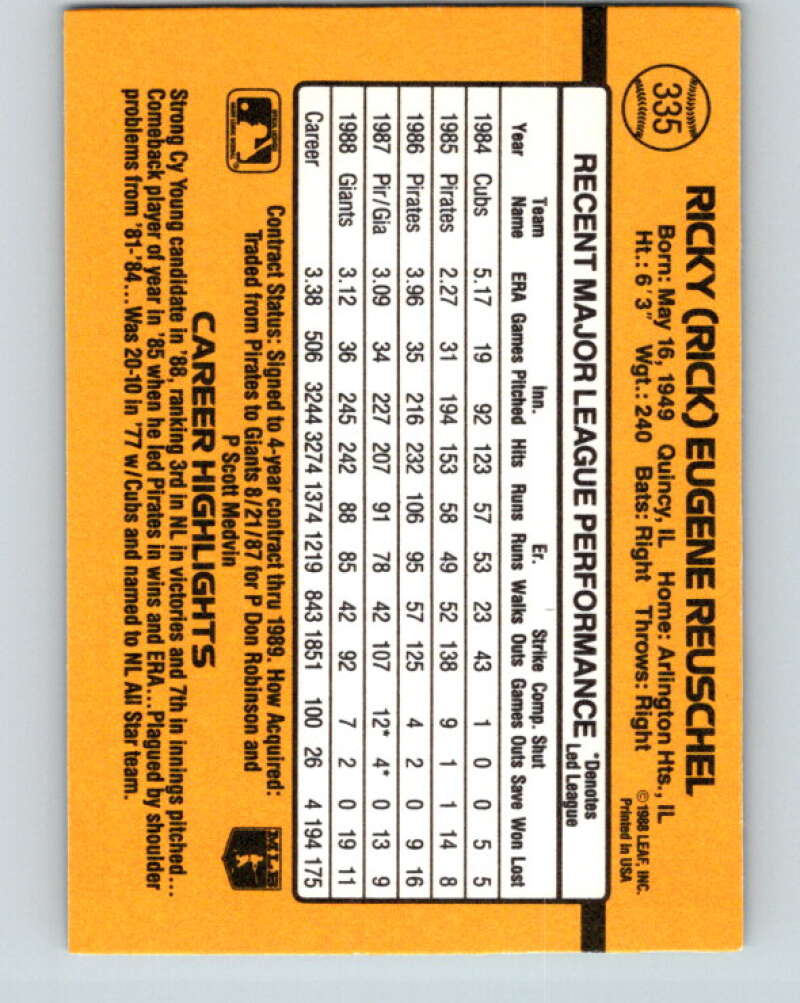 335
RICKY (RICK) EUGENE REUSCHEL
Born: May 16, 1949 Quincy, IL Home: Arlington Hts., IL
Ht.: 6'3" Wgt.: 240 Bats: Right Throws: Right
© 1988 LEAF, INC.
Printed in USA
RECENT MAJOR LEAGUE PERFORMANCE
*Denotes
Led League
Team Inn. Er. Strike Comp. Shut
Year Name ERA Games Pitched Hits Runs Runs Walks Outs Games Outs Save Won Lost
1984 Cubs 5.17 19 92 123 57 53 23 43 1 0 0 5 5
1985 Pirates 2.27 31 194 153 58 49 52 138 9 1 1 14 8
1986 Pirates 3.96 35 216 232 106 95 57 125 4 2 0 9 16
1987 Pir/Gia 3.09 34 227 207 91 78 42 107 12* 4* 0 13 9
1988 Giants 3.12 36 245 242 88 85 42 92 7 2 0 19 11
Career 3.38 506 3244 3274 1374 1219 843 1851 100 26 4 194 175
Contract Status: Signed to 4-year contract thru 1989. How Acquired:
Traded from Pirates to Giants 8/21/87 for P Don Robinson and
P Scott Medvin
MLB
CAREER HIGHLIGHTS
Strong Cy Young candidate in '88, ranking 3rd in NL in victories and 7th in innings pitched...
Comeback player of year in '85 when he led Pirates in wins and ERA...Plagued by shoulder
problems from '81-'84... Was 20-10 in '77 w/Cubs and named to NL All Star team.